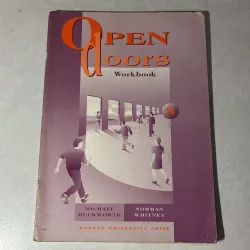 OPEN
doors
Workbook
MICHAEL
DUCKWORTH
NORMAN
WHITNEY
OXFORD UNIVERSITY PRESS